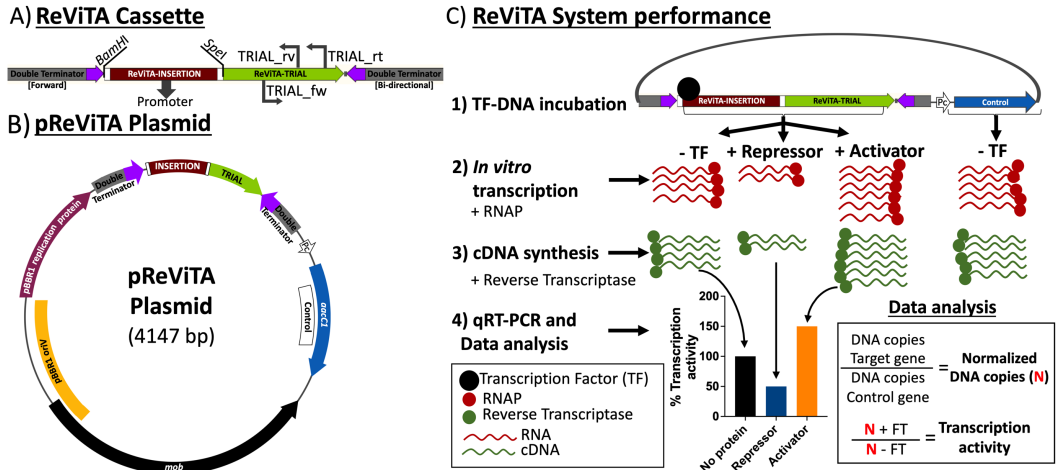 A) ReViTA Cassette
BamHI
SpeI
TRIAL_rv
TRIAL_rt
Double Terminator
[Forward]
ReViTA-INSERTION
ReViTA-TRIAL
Double Terminator
[Bi-directional]
Promoter
TRIAL_fw
B) pReViTA Plasmid
Double
Terminator
INSERTION
TRIAL
Double
Terminator
Pc
aacC1
Control
mob
pBBR1 oriV
pBBR1 replication protein
pReViTA
Plasmid
(4147 bp)
C) ReViTA System performance
1) TF-DNA incubation
ReViTA-INSERTION
ReViTA-TRIAL
Pc
Control
- TF
+ Repressor
+ Activator
- TF
2) In vitro
transcription
+ RNAP
3) cDNA synthesis
+ Reverse Transcriptase
4) qRT-PCR and
Data analysis
Transcription Factor (TF)
RNAP
Reverse Transcriptase
RNA
cDNA
% Transcription
activity
200
150
100
50
0
No protein
Repressor
Activator
Data analysis
DNA copies
Target gene
DNA copies
Control gene
= Normalized
DNA copies (N)
N + FT
N - FT
= Transcription
activity